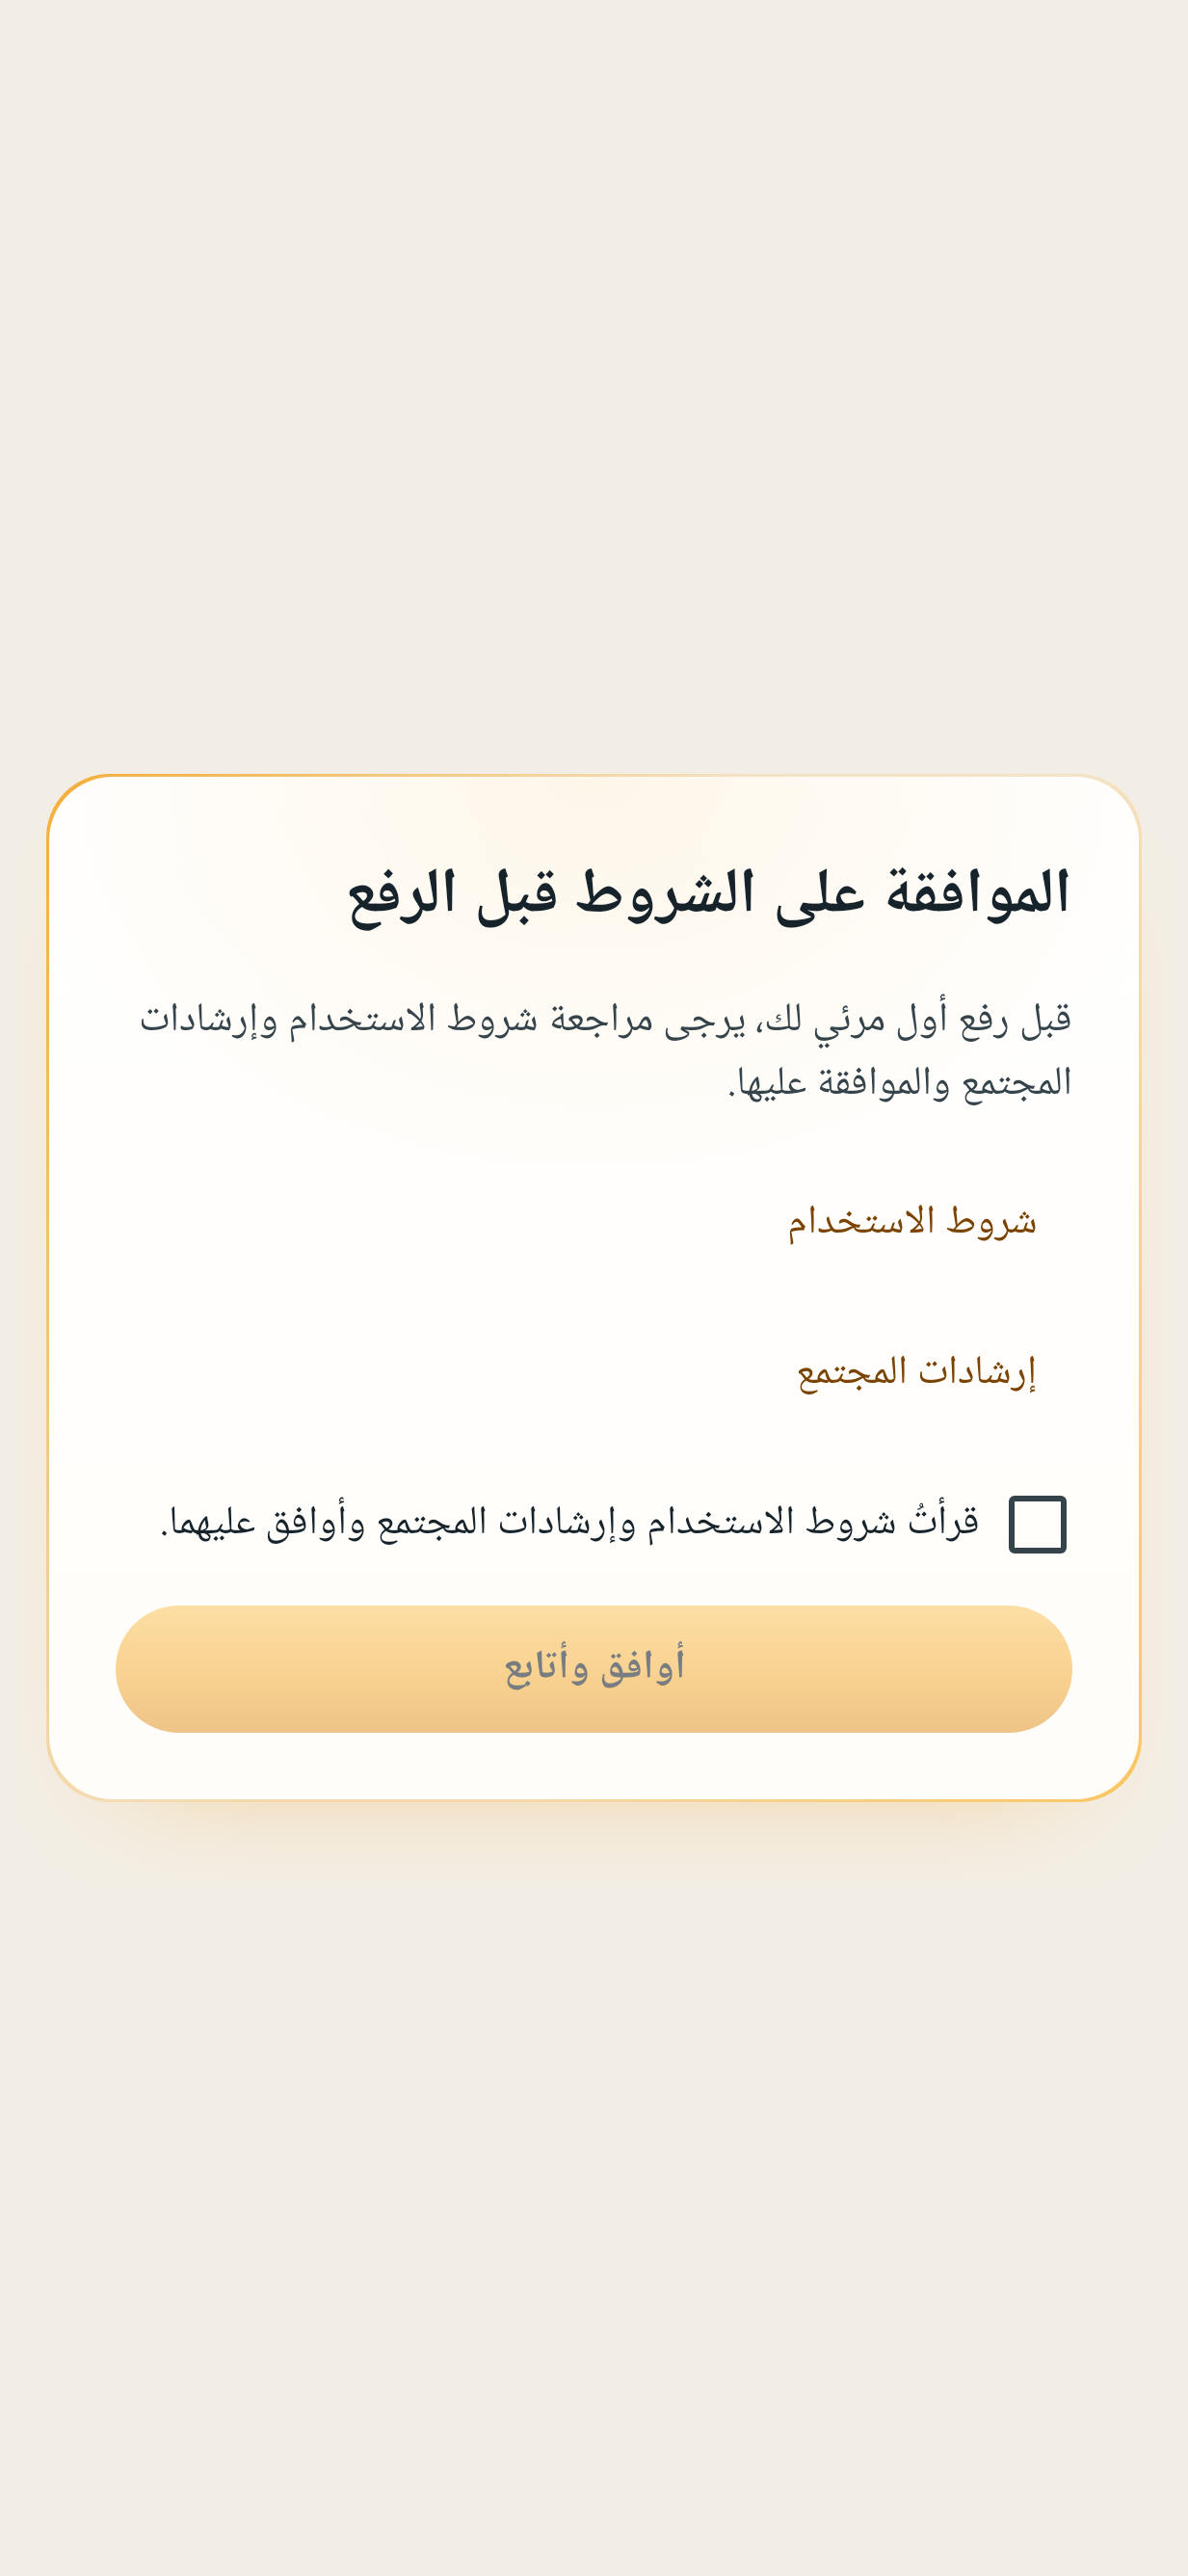 الموافقة على الشروط قبل الرفع
قبل رفع أول مرئي لك، يرجى مراجعة شروط الاستخدام وإرشادات
المجتمع والموافقة عليها.
شروط الاستخدام
إرشادات المجتمع
قرأتُ شروط الاستخدام وإرشادات المجتمع وأوافق عليهما.
أوافق وأتابع